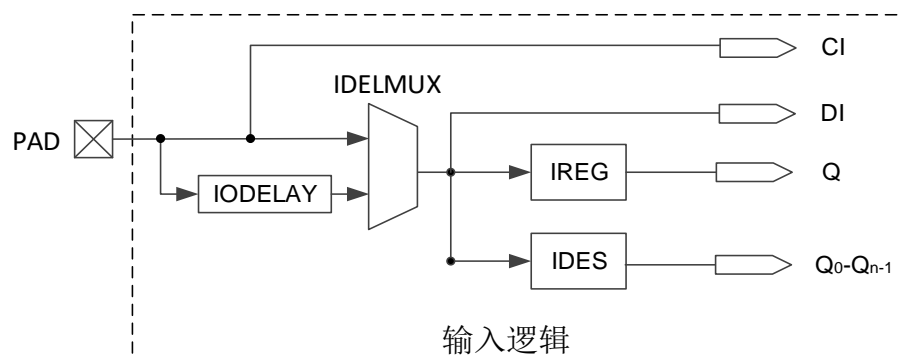 CI
IDELMUX
DI
PAD
IREG
Q
IODELAY
IDES
Q0-Qn-1
输入逻辑